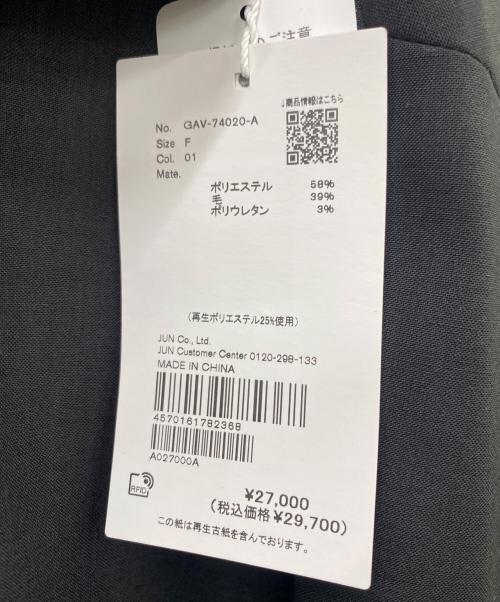 のご注意
↓商品情報はこちら
No. GAV-74020-A
Size F
Col. 01
Mate.
ポリエステル 58%
毛 39%
ポリウレタン 3%
(再生ポリエステル25%使用)
JUN Co., Ltd.
JUN Customer Center 0120-298-133
MADE IN CHINA
4570161782368
A027000A
RFID
¥27,000
(税込価格¥29,700)
この紙は再生古紙を含んでおります。